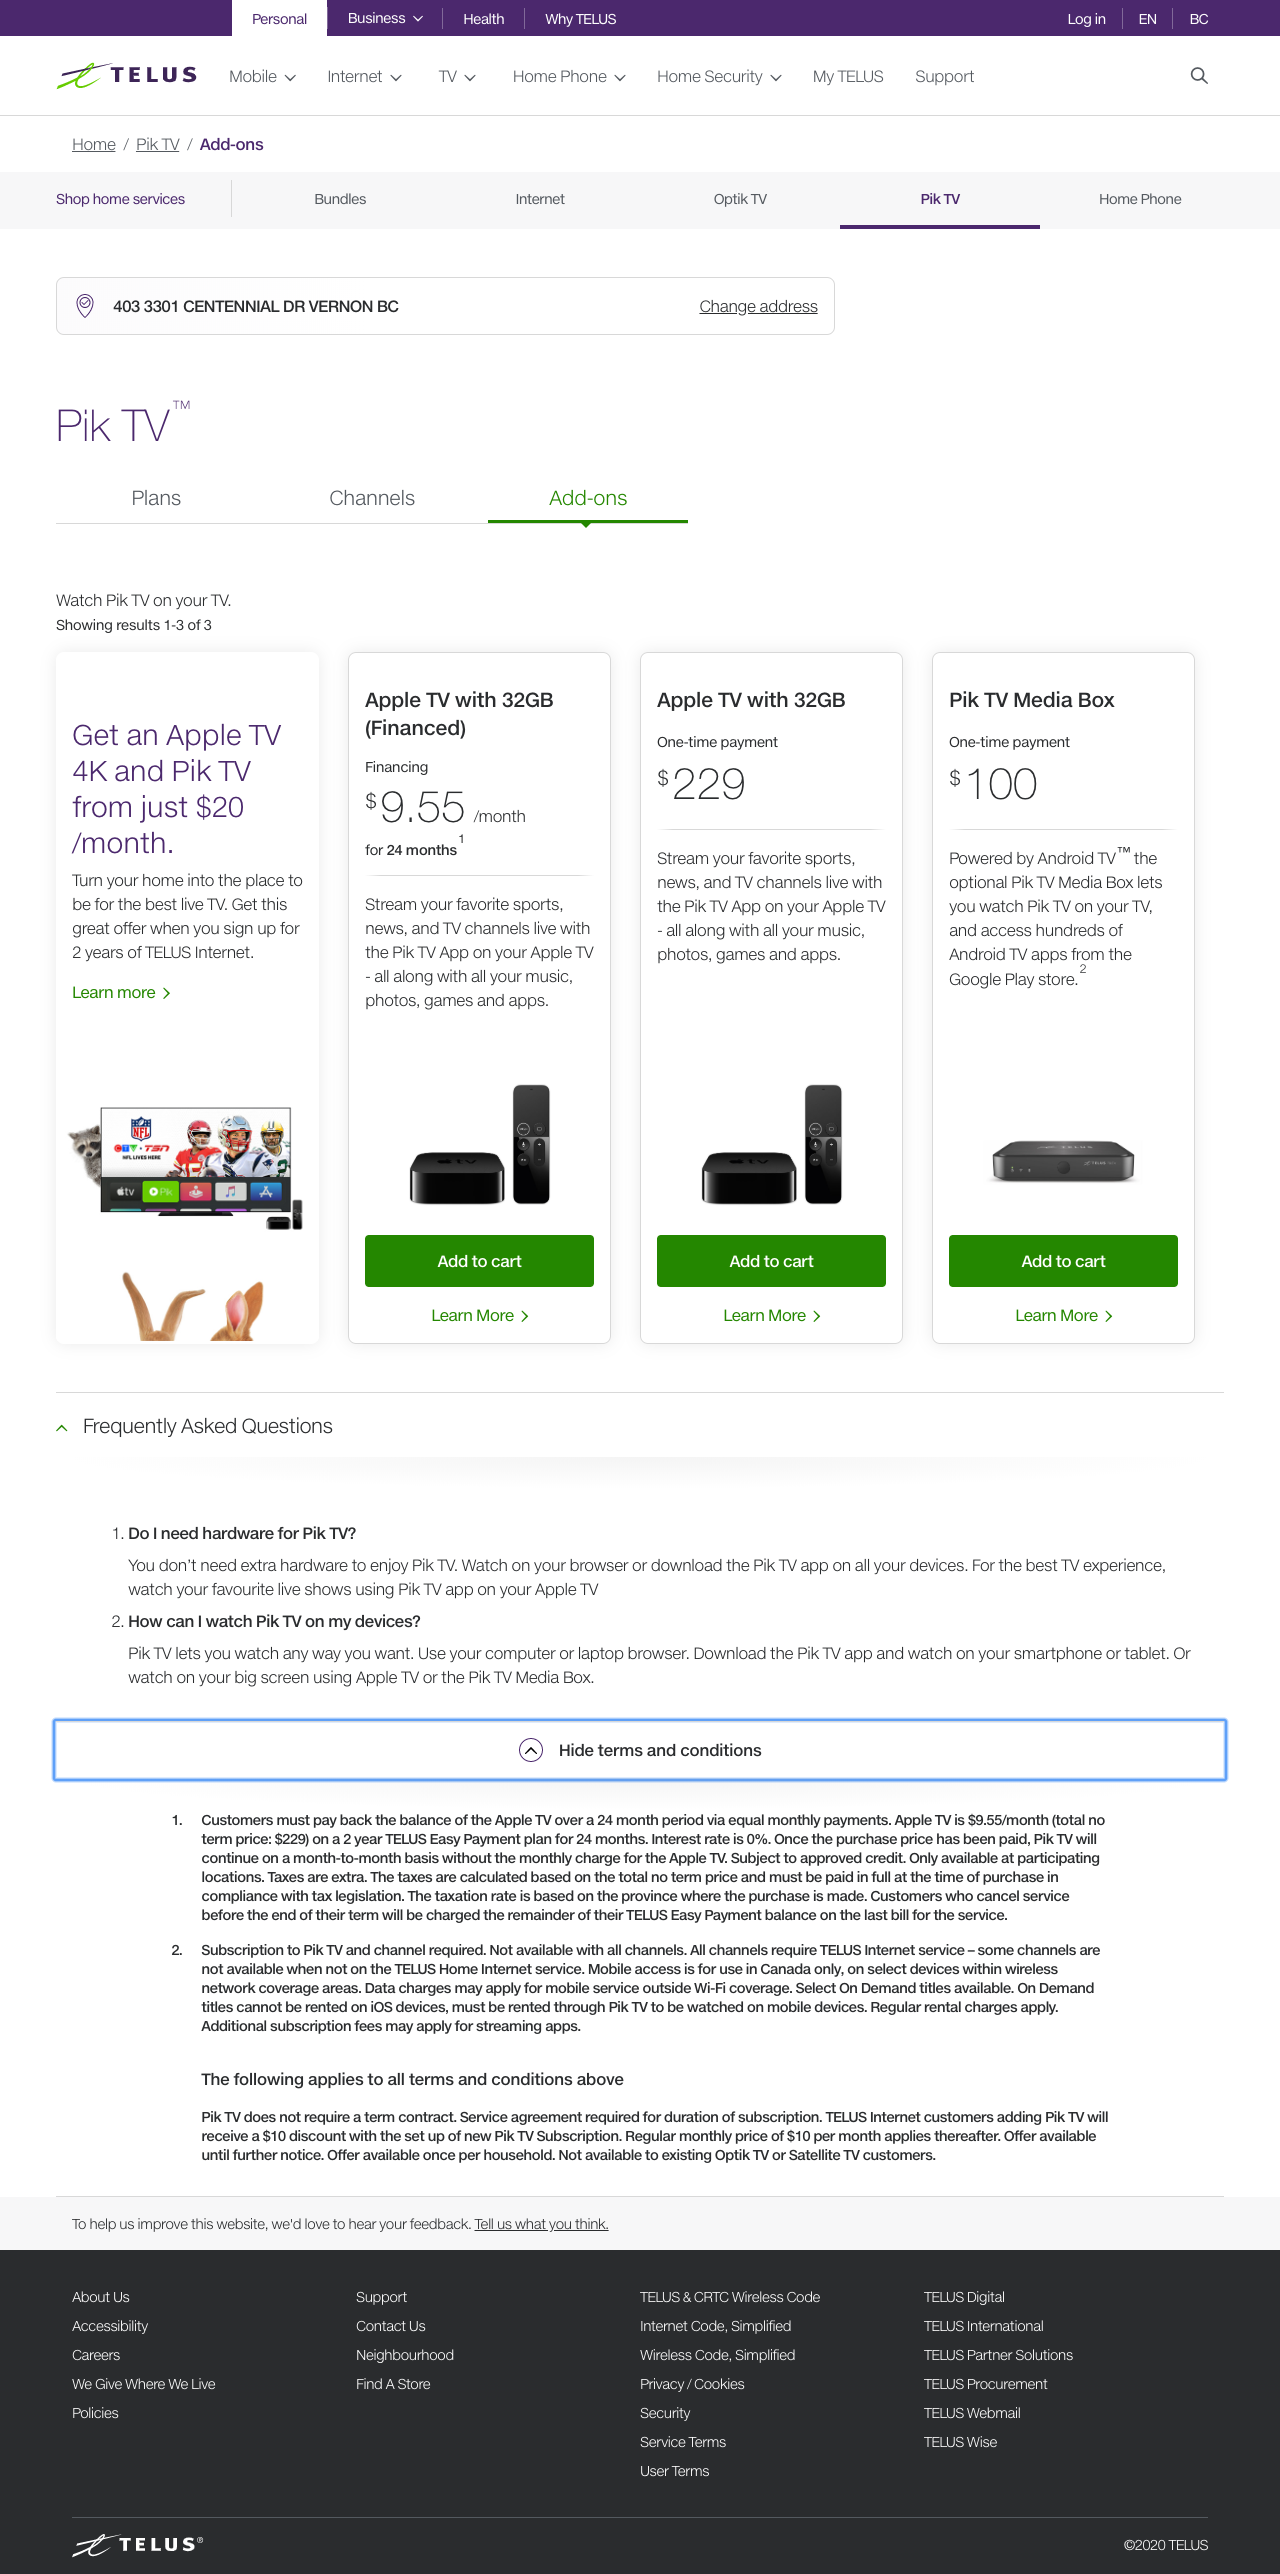 Personal
Business
Health
Why TELUS
Log in
EN
BC
TELUS
Mobile
Internet
TV
Home Phone
Home Security
My TELUS
Support
Home / Pik TV / Add-ons
Shop home services
Bundles
Internet
Optik TV
Pik TV
Home Phone
403 3301 CENTENNIAL DR VERNON BC
Change address
Pik TV™
Plans
Channels
Add-ons
Watch Pik TV on your TV.
Showing results 1-3 of 3
Get an Apple TV
4K and Pik TV
from just $20
/month.
Turn your home into the place to
be for the best live TV. Get this
great offer when you sign up for
2 years of TELUS Internet.
Learn more
NFL
CTV TSN
NFL LIVES HERE
tv
Pik
Apple TV with 32GB
(Financed)
Financing
$9.55 /month
for 24 months1
Stream your favorite sports,
news, and TV channels live with
the Pik TV App on your Apple TV
- all along with all your music,
photos, games and apps.
tv
Add to cart
Learn More
Apple TV with 32GB
One-time payment
$229
Stream your favorite sports,
news, and TV channels live with
the Pik TV App on your Apple TV
- all along with all your music,
photos, games and apps.
tv
Add to cart
Learn More
Pik TV Media Box
One-time payment
$100
Powered by Android TV™ the
optional Pik TV Media Box lets
you watch Pik TV on your TV,
and access hundreds of
Android TV apps from the
Google Play store.2
TELUS
Add to cart
Learn More
Frequently Asked Questions
1. Do I need hardware for Pik TV?
You don't need extra hardware to enjoy Pik TV. Watch on your browser or download the Pik TV app on all your devices. For the best TV experience,
watch your favourite live shows using Pik TV app on your Apple TV
2. How can I watch Pik TV on my devices?
Pik TV lets you watch any way you want. Use your computer or laptop browser. Download the Pik TV app and watch on your smartphone or tablet. Or
watch on your big screen using Apple TV or the Pik TV Media Box.
Hide terms and conditions
1. Customers must pay back the balance of the Apple TV over a 24 month period via equal monthly payments. Apple TV is $9.55/month (total no
term price: $229) on a 2 year TELUS Easy Payment plan for 24 months. Interest rate is 0%. Once the purchase price has been paid, Pik TV will
continue on a month-to-month basis without the monthly charge for the Apple TV. Subject to approved credit. Only available at participating
locations. Taxes are extra. The taxes are calculated based on the total no term price and must be paid in full at the time of purchase in
compliance with tax legislation. The taxation rate is based on the province where the purchase is made. Customers who cancel service
before the end of their term will be charged the remainder of their TELUS Easy Payment balance on the last bill for the service.
2. Subscription to Pik TV and channel required. Not available with all channels. All channels require TELUS Internet service – some channels are
not available when not on the TELUS Home Internet service. Mobile access is for use in Canada only, on select devices within wireless
network coverage areas. Data charges may apply for mobile service outside Wi-Fi coverage. Select On Demand titles available. On Demand
titles cannot be rented on iOS devices, must be rented through Pik TV to be watched on mobile devices. Regular rental charges apply.
Additional subscription fees may apply for streaming apps.
The following applies to all terms and conditions above
Pik TV does not require a term contract. Service agreement required for duration of subscription. TELUS Internet customers adding Pik TV will
receive a $10 discount with the set up of new Pik TV Subscription. Regular monthly price of $10 per month applies thereafter. Offer available
until further notice. Offer available once per household. Not available to existing Optik TV or Satellite TV customers.
To help us improve this website, we'd love to hear your feedback. Tell us what you think.
About Us
Accessibility
Careers
We Give Where We Live
Policies
Support
Contact Us
Neighbourhood
Find A Store
TELUS & CRTC Wireless Code
Internet Code, Simplified
Wireless Code, Simplified
Privacy / Cookies
Security
Service Terms
User Terms
TELUS Digital
TELUS International
TELUS Partner Solutions
TELUS Procurement
TELUS Webmail
TELUS Wise
TELUS®
©2020 TELUS